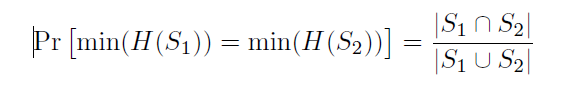 Pr [min(H(S₁)) = min(H(S₂))] = |S₁ ∩ S₂| / |S₁ ∪ S₂|